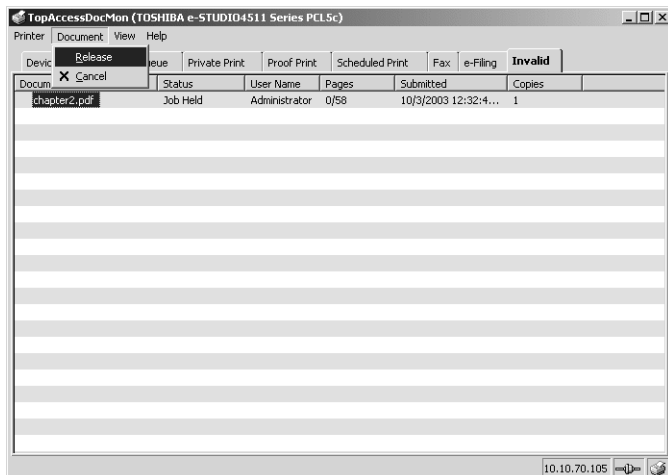 TopAccessDocMon (TOSHIBA e-STUDIO4511 Series PCL5c)
Printer Document View Help
Devic eue Private Print Proof Print Scheduled Print Fax e-Filing Invalid
Release
Cancel
Docum Status User Name Pages Submitted Copies
chapter2.pdf Job Held Administrator 0/58 10/3/2003 12:32:4... 1
10.10.70.105